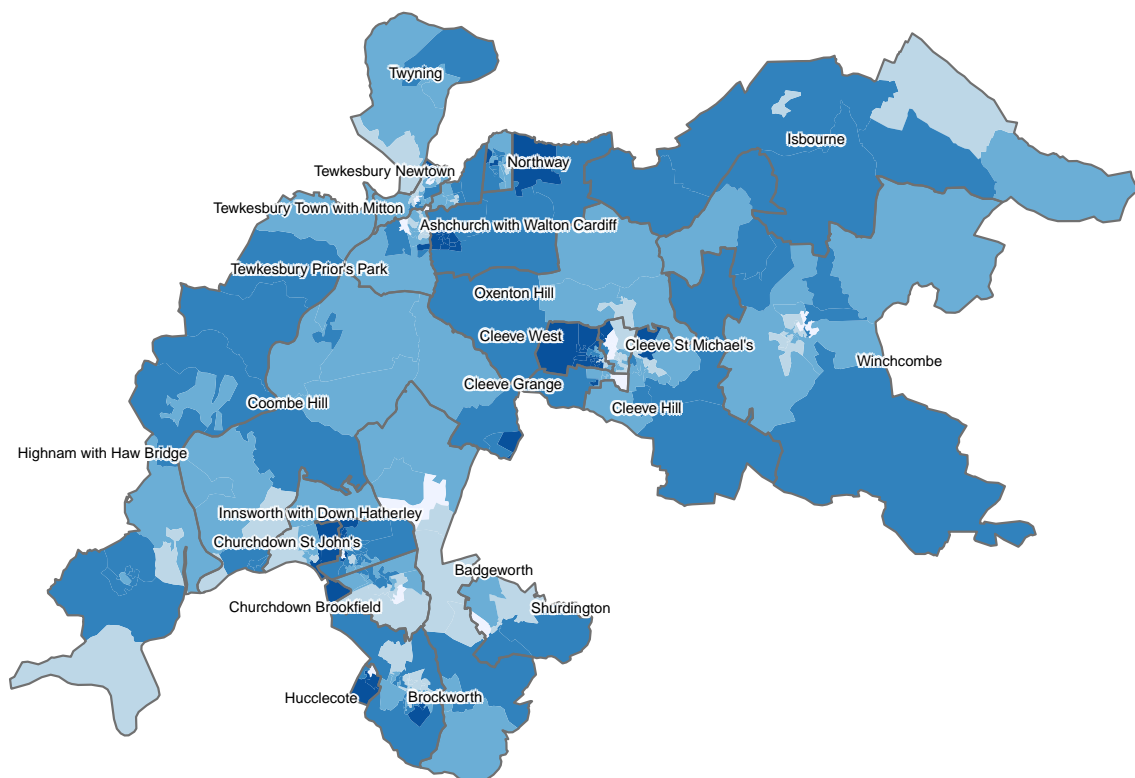 Twyning
Isbourne
Northway
Tewkesbury Newtown
Tewkesbury Town with Mitton
Ashchurch with Walton Cardiff
Tewkesbury Prior's Park
Oxenton Hill
Cleeve West
Cleeve St Michael's
Winchcombe
Cleeve Grange
Coombe Hill
Cleeve Hill
Highnam with Haw Bridge
Innsworth with Down Hatherley
Churchdown St John's
Badgeworth
Churchdown Brookfield
Shurdington
Hucclecote
Brockworth